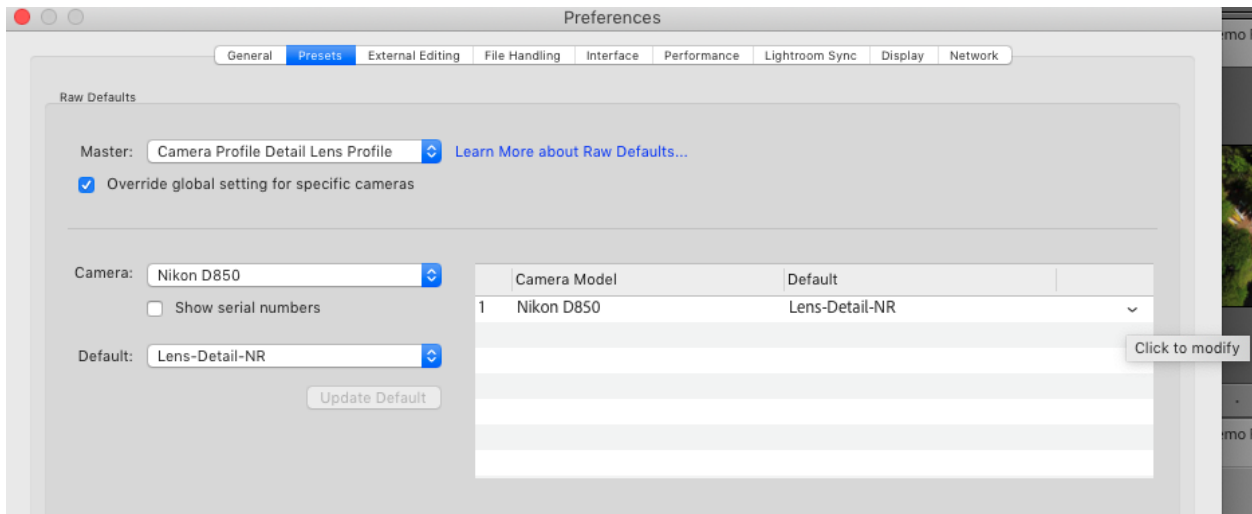 Preferences
General Presets External Editing File Handling Interface Performance Lightroom Sync Display Network
Raw Defaults
Master: Camera Profile Detail Lens Profile Learn More about Raw Defaults...
Override global setting for specific cameras
Camera: Nikon D850
Show serial numbers
Default: Lens-Detail-NR
Update Default
Camera Model Default
1 Nikon D850 Lens-Detail-NR
Click to modify